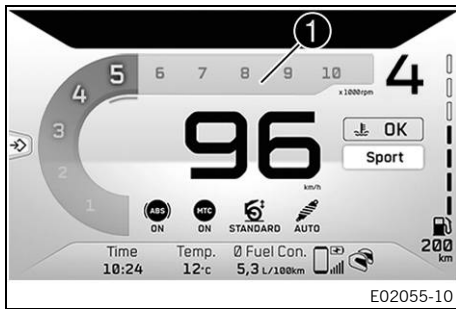 1
5 6 7 8 9 10
x1000rpm
4
4
3
2
1
96
km/h
OK
Sport
(ABS) MTC
ON ON STANDARD AUTO
200
km
Time Temp. Ø Fuel Con.
10:24 12°C 5,3 L/100km
E02055-10